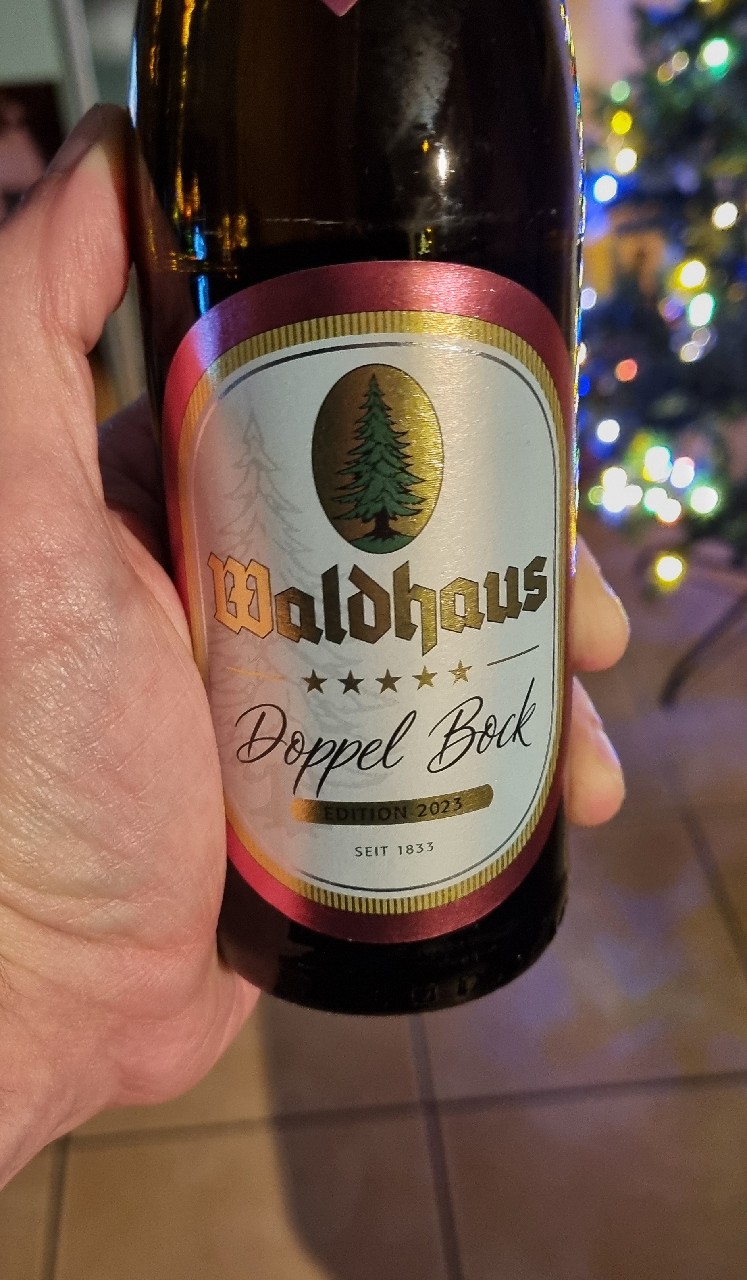 Waldhaus
Doppel Bock
EDITION 2023
SEIT 1833